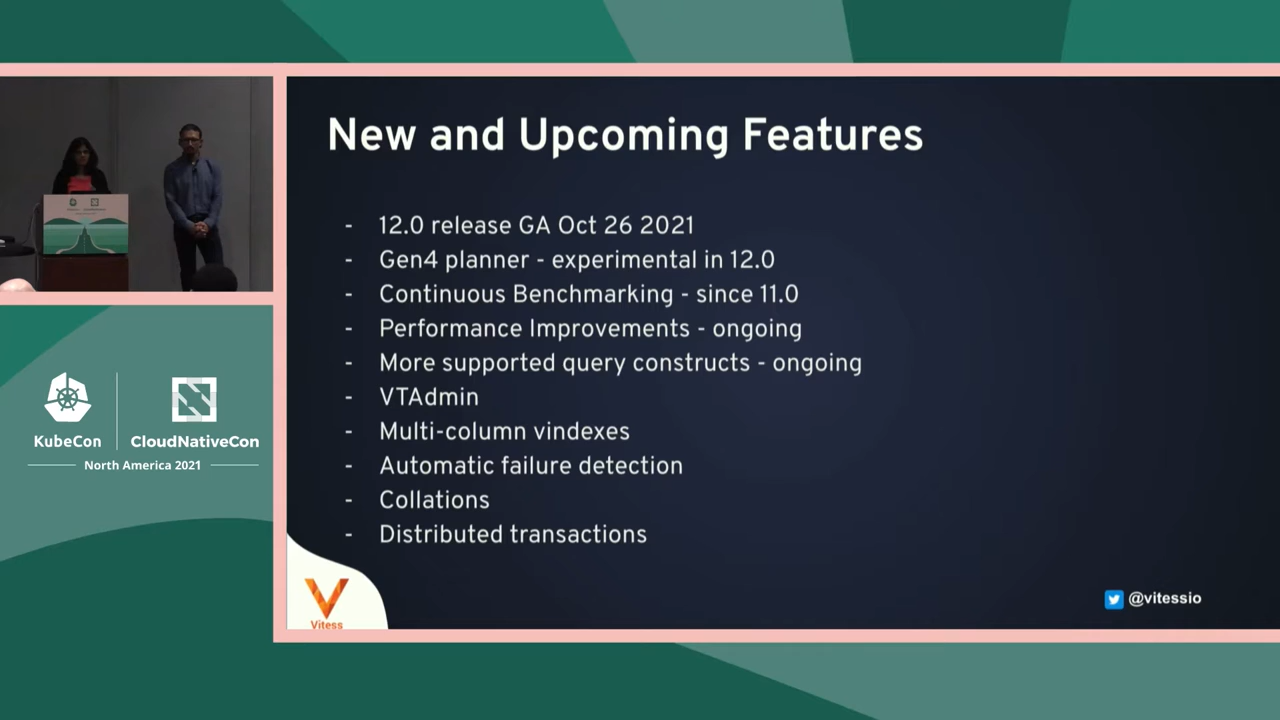 New and Upcoming Features
- 12.0 release GA Oct 26 2021
- Gen4 planner - experimental in 12.0
- Continuous Benchmarking - since 11.0
- Performance Improvements - ongoing
- More supported query constructs - ongoing
- VTAdmin
- Multi-column vindexes
- Automatic failure detection
- Collations
- Distributed transactions
Vitess
@vitessio
KubeCon
CloudNativeCon
North America 2021